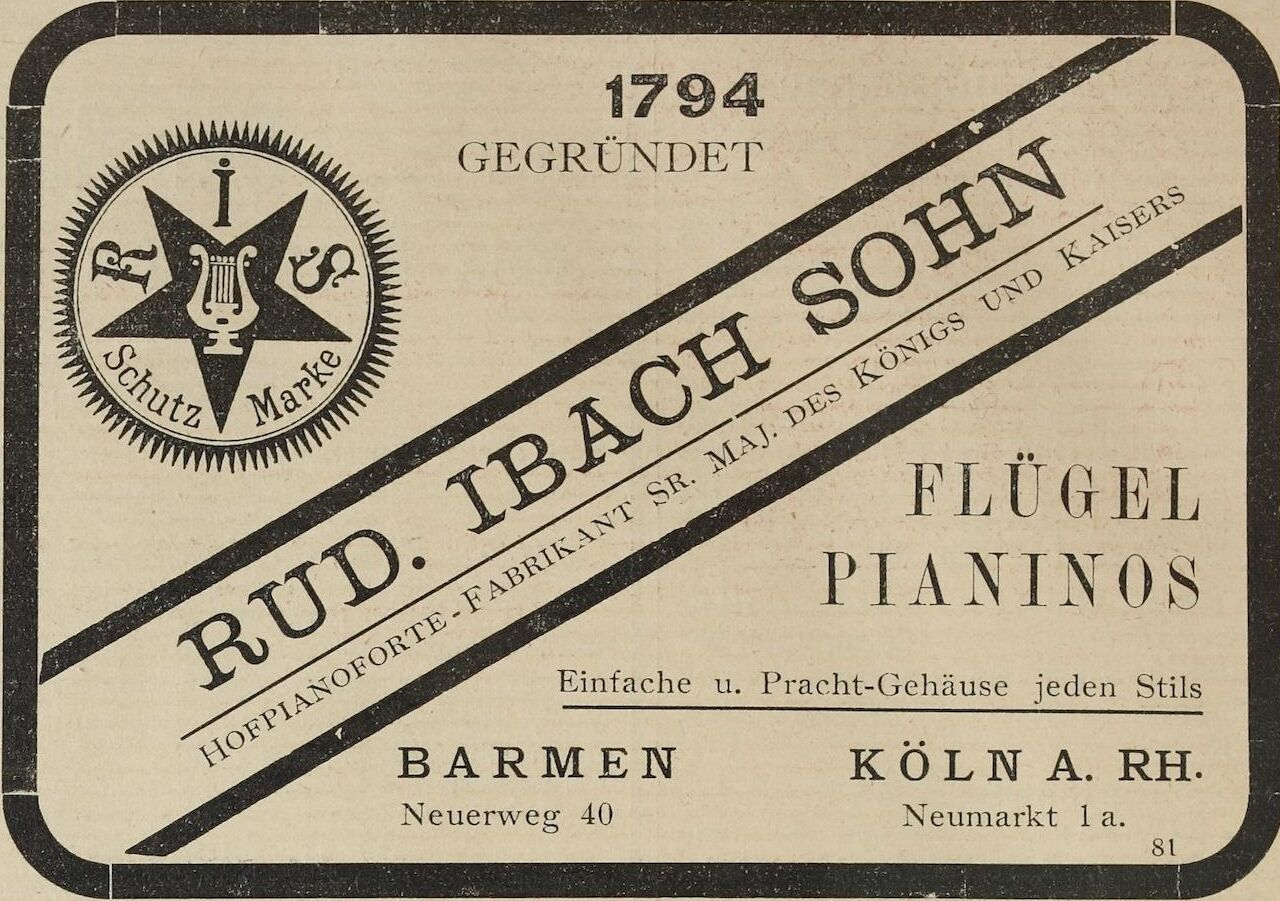 1794
GEGRÜNDET
R I S
Schutz Marke
RUD. IBACH SOHN
HOFPIANOFORTE-FABRIKANT SR. MAJ. DES KÖNIGS UND KAISERS
FLÜGEL
PIANINOS
Einfache u. Pracht-Gehäuse jeden Stils
BARMEN
Neuerweg 40
KÖLN A. RH.
Neumarkt 1 a.
81